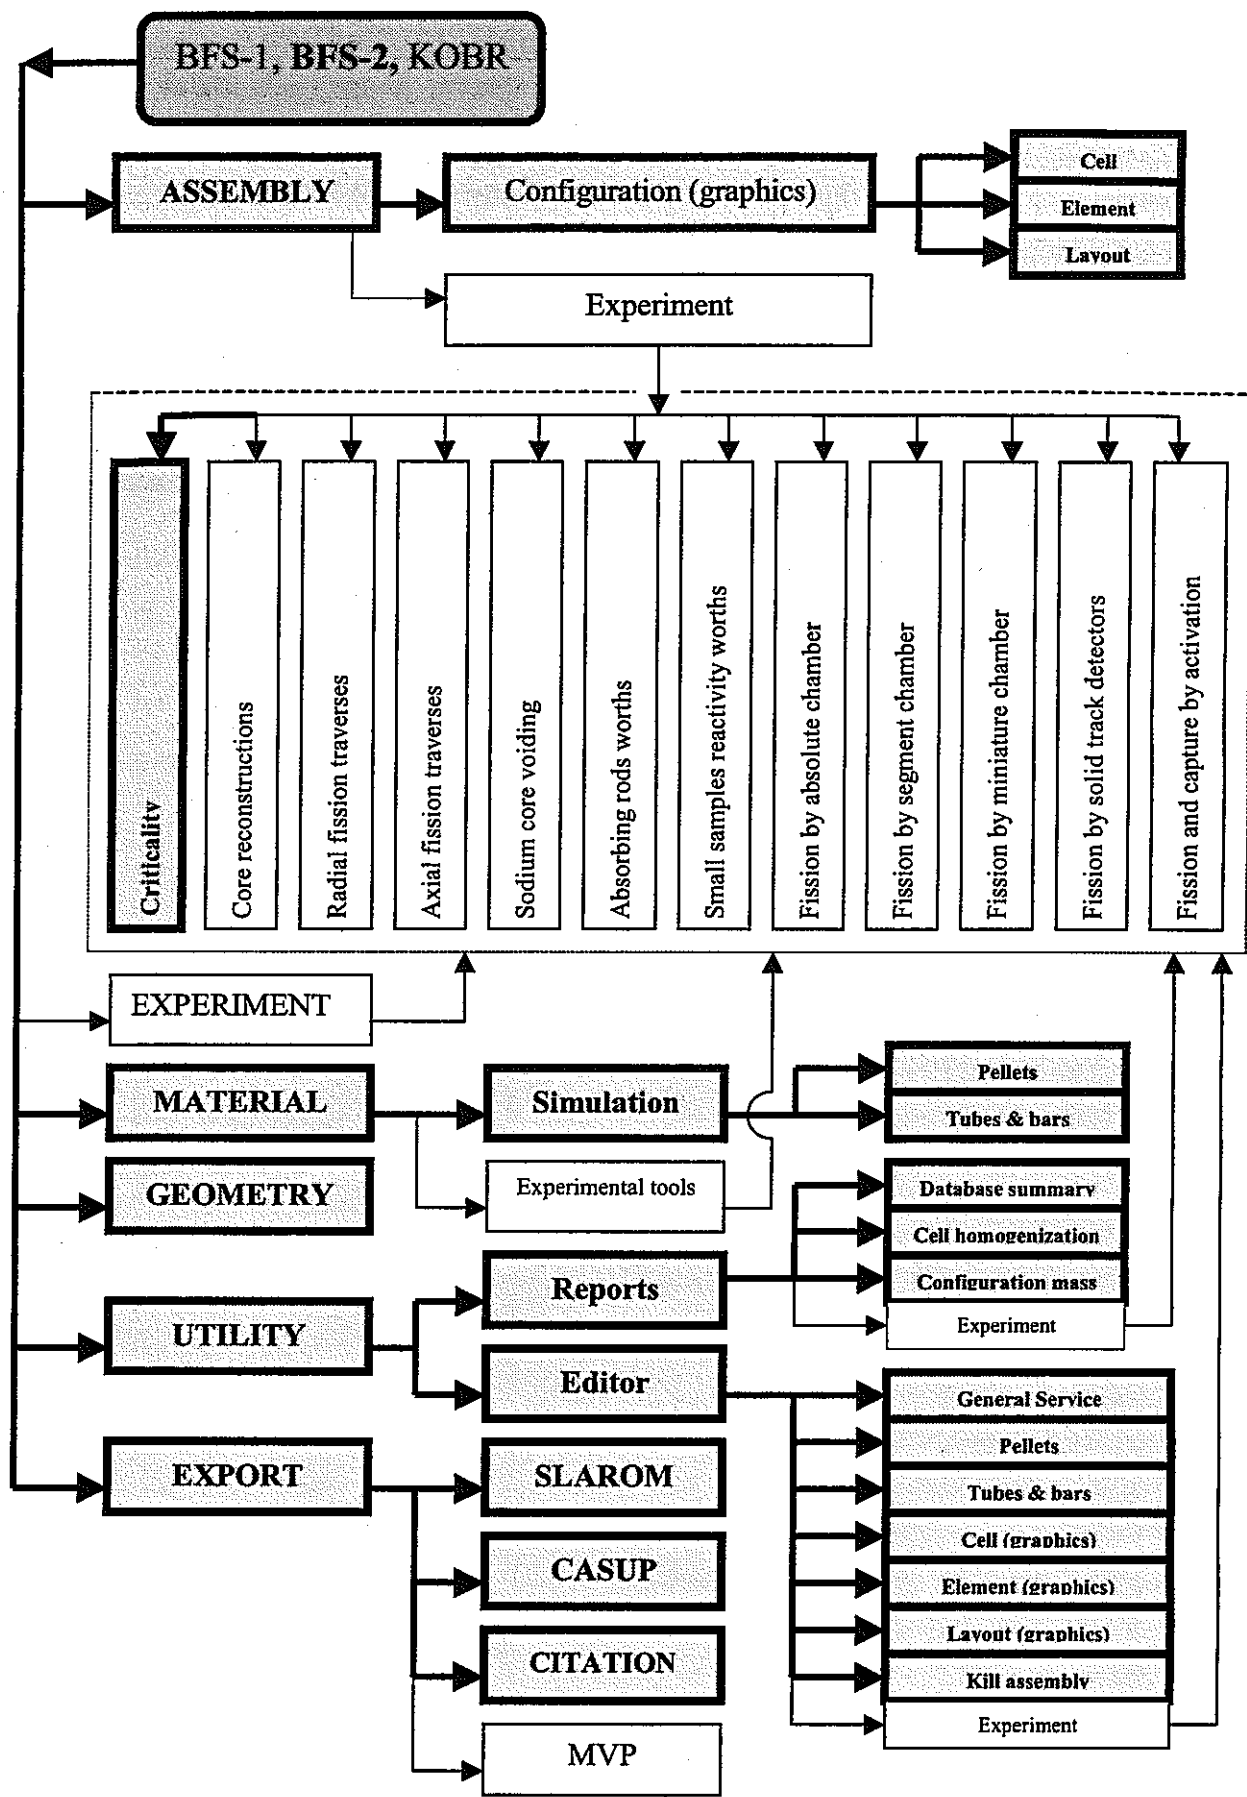 BFS-1, BFS-2, KOBR
ASSEMBLY
Configuration (graphics)
Cell
Element
Layout
Experiment
Criticality
Core reconstructions
Radial fission traverses
Axial fission traverses
Sodium core voiding
Absorbing rods worths
Small samples reactivity worths
Fission by absolute chamber
Fission by segment chamber
Fission by miniature chamber
Fission by solid track detectors
Fission and capture by activation
EXPERIMENT
MATERIAL
Simulation
Pellets
Tubes & bars
GEOMETRY
Experimental tools
Database summary
Cell homogenization
Configuration mass
Experiment
UTILITY
Reports
Editor
General Service
Pellets
Tubes & bars
Cell (graphics)
Element (graphics)
Layout (graphics)
Kill assembly
Experiment
EXPORT
SLAROM
CASUP
CITATION
MVP